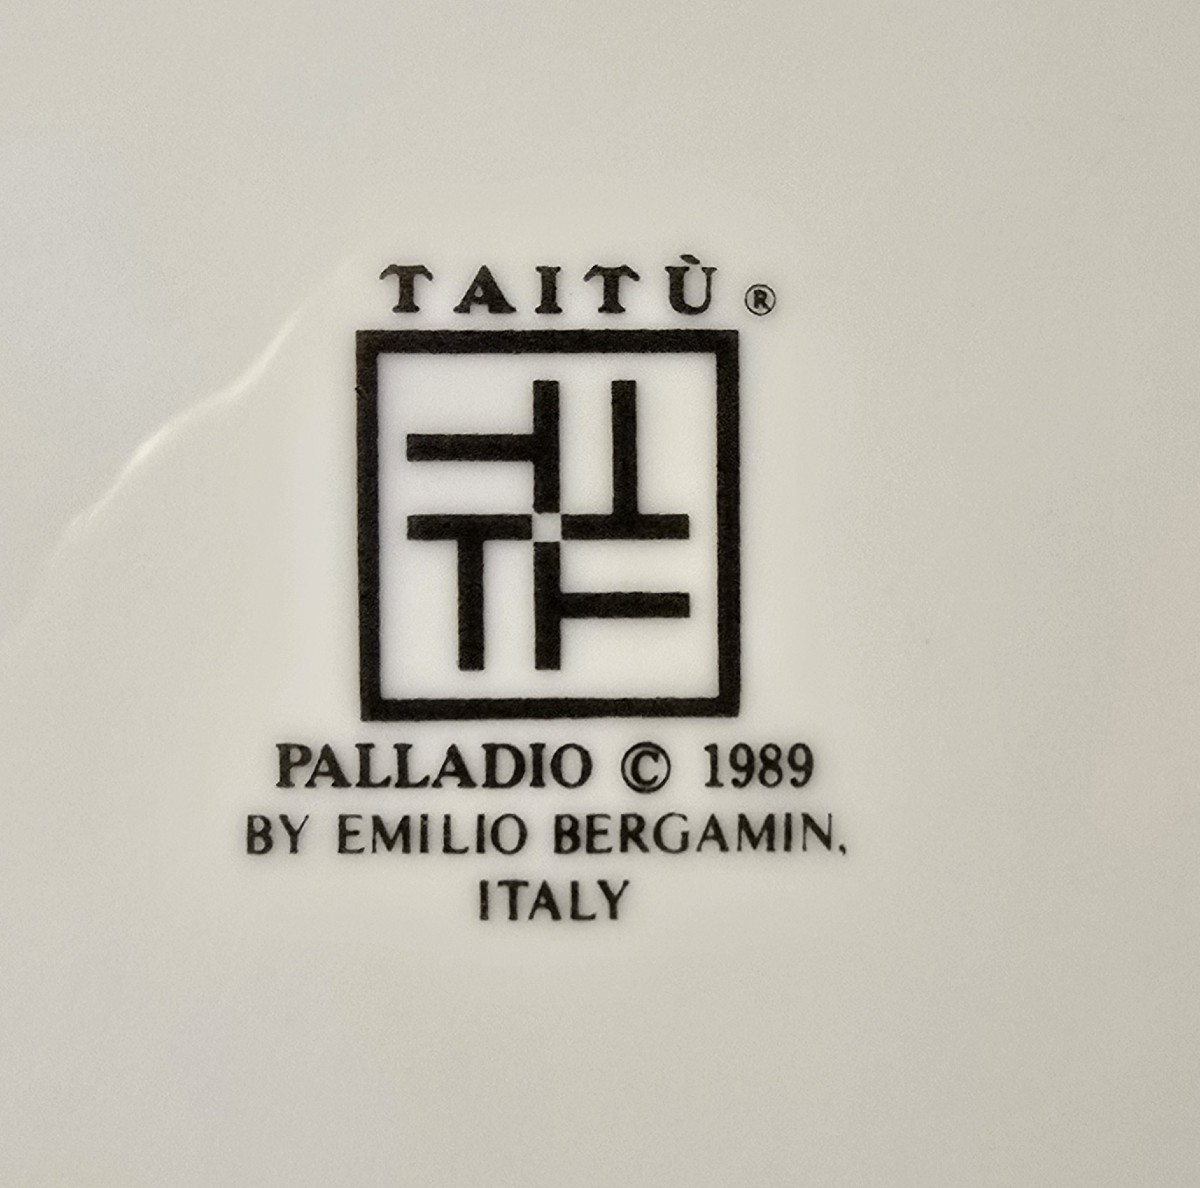 TAITÙ ®
PALLADIO © 1989
BY EMILIO BERGAMIN,
ITALY